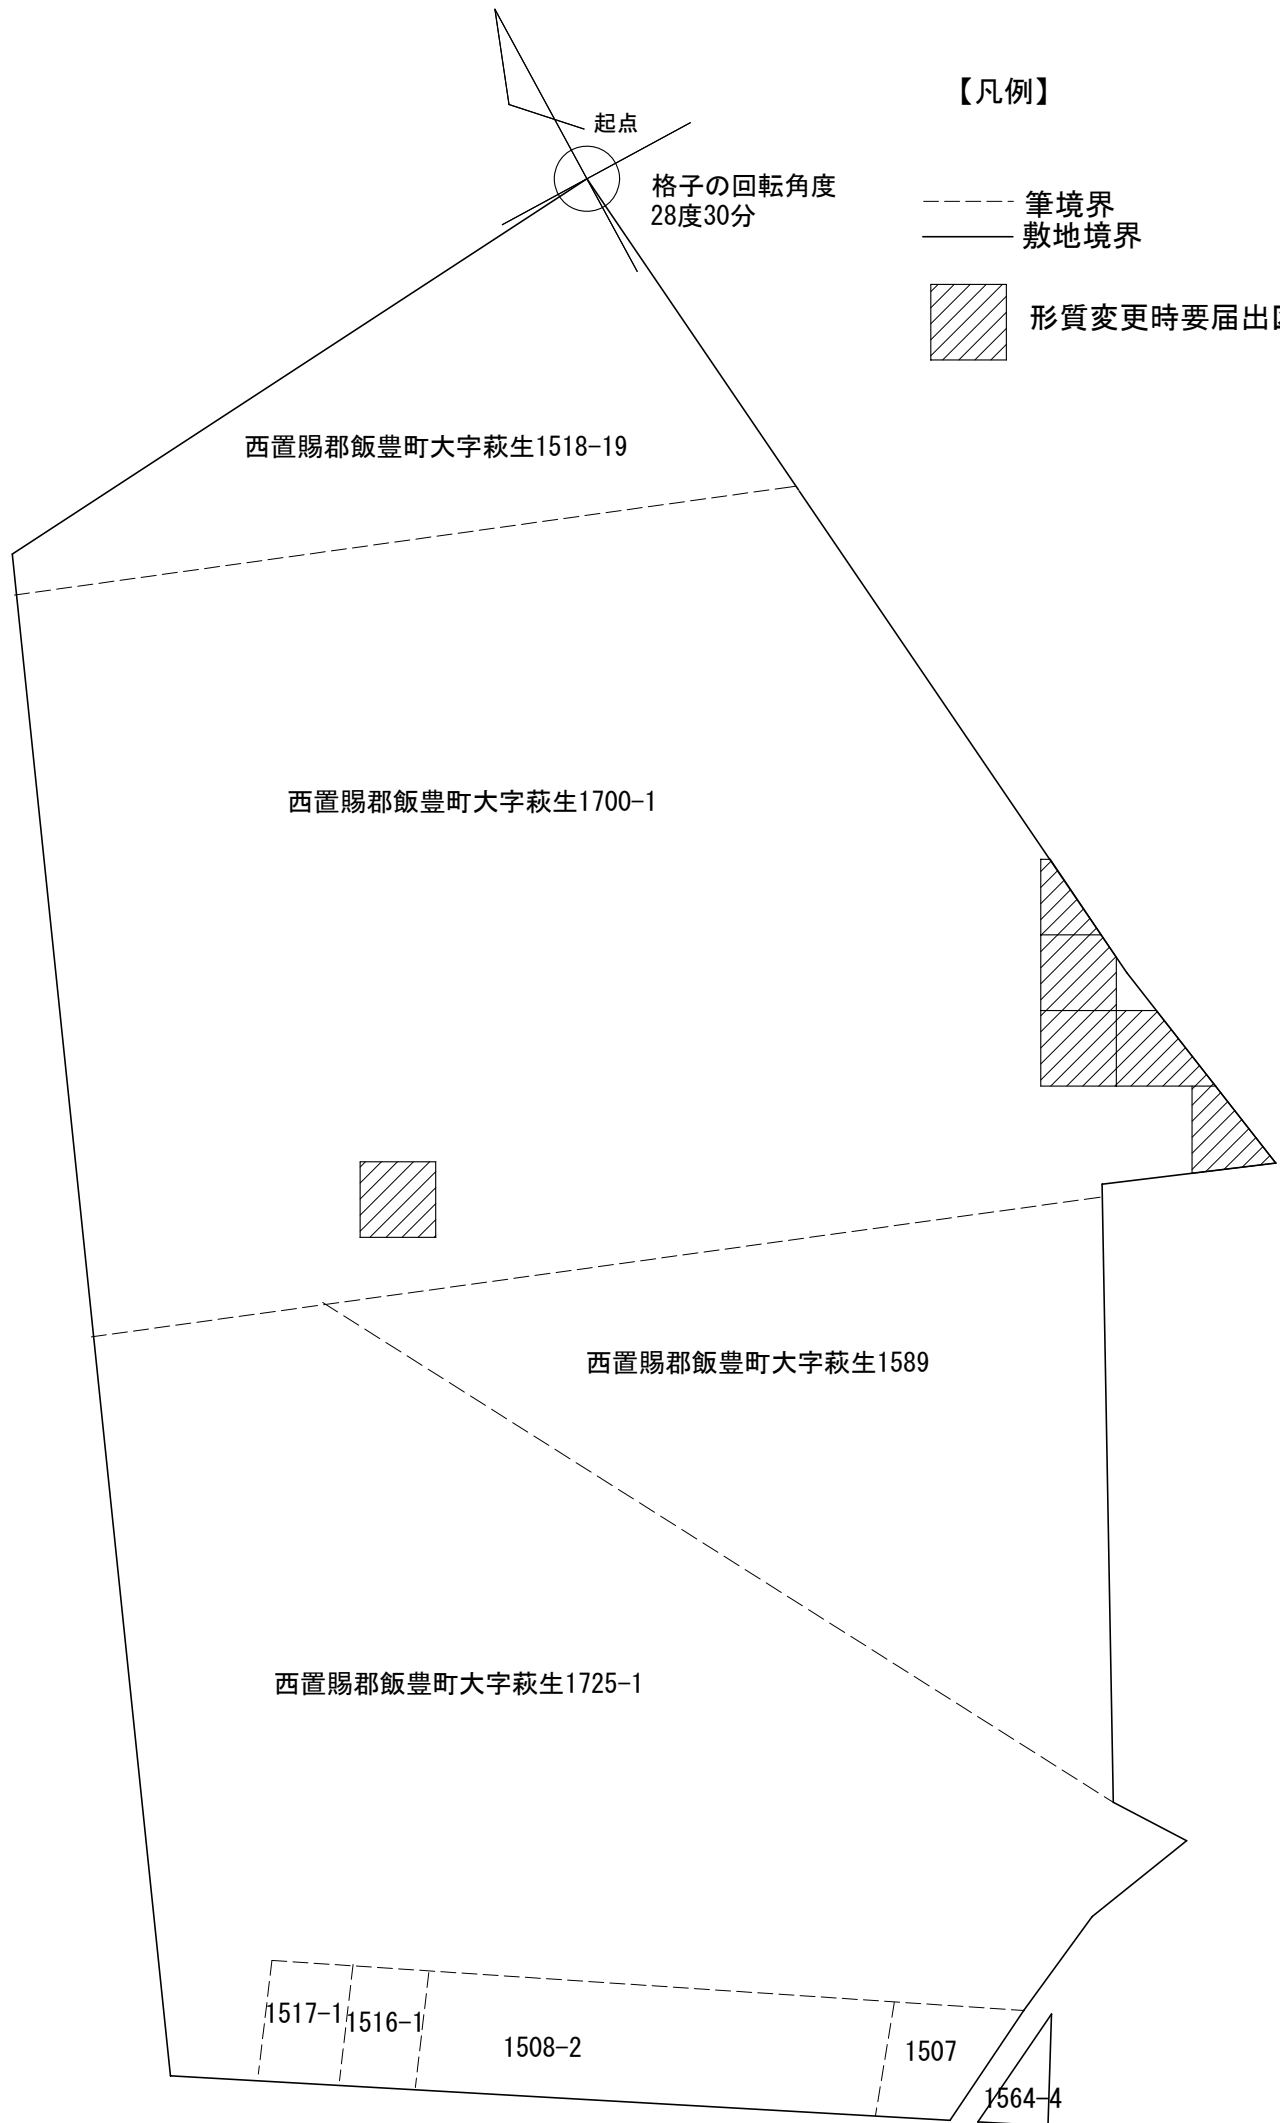 【凡例】
起点
格子の回転角度
28度30分
筆境界
敷地境界
形質変更時要届出
西置賜郡飯豊町大字萩生1518-19
西置賜郡飯豊町大字萩生1700-1
西置賜郡飯豊町大字萩生1589
西置賜郡飯豊町大字萩生1725-1
1517-1
1516-1
1508-2
1507
1564-4